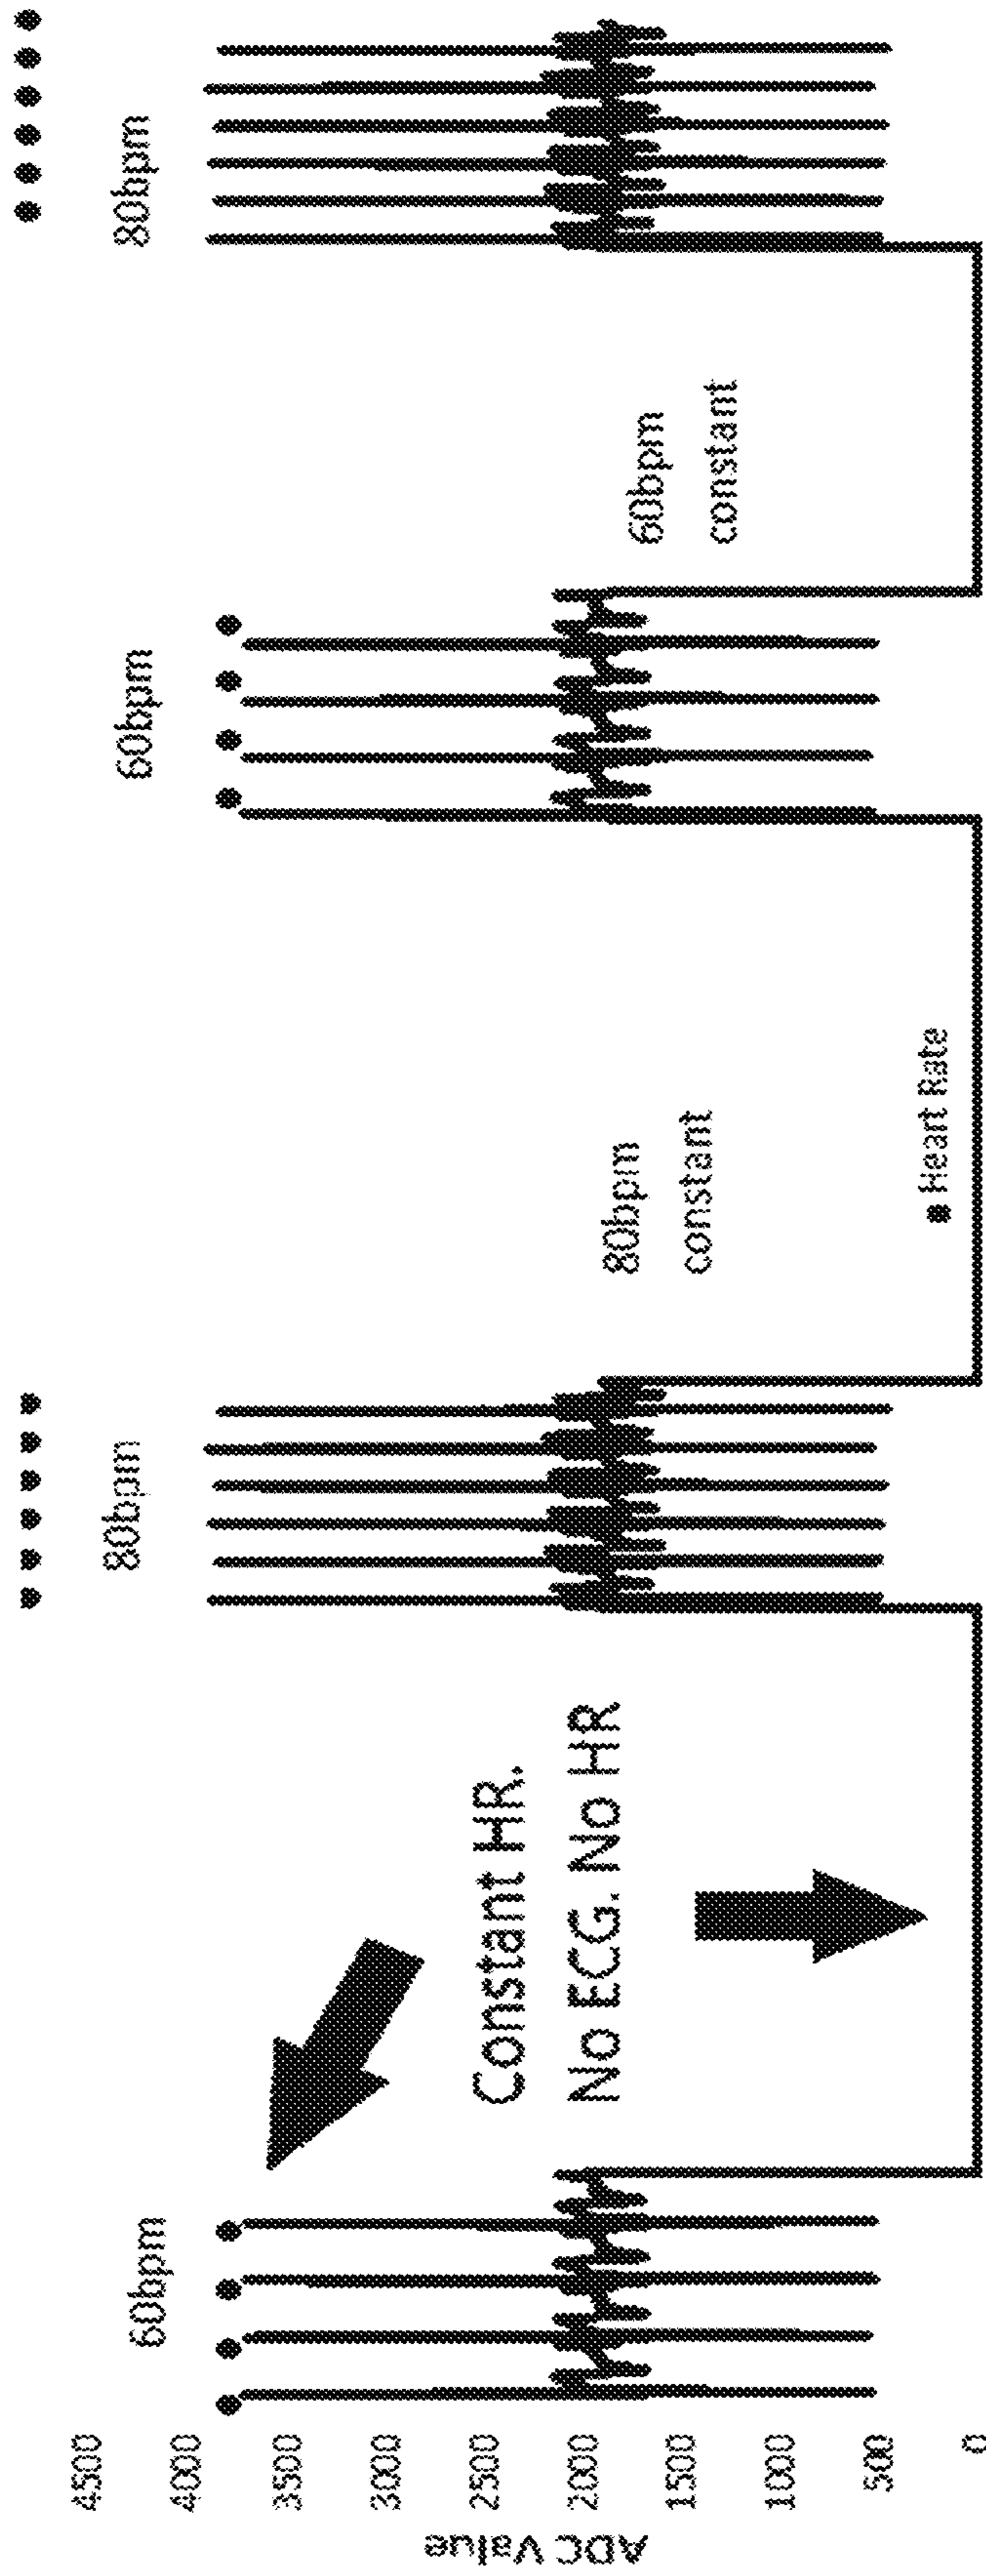 ADC Value
4500
4000
3500
3000
2500
2000
1500
1000
500
0
60bpm
Constant HR.
No ECG. No HR
80bpm
80bpm
constant
Heart Rate
60bpm
60bpm
constant
80bpm